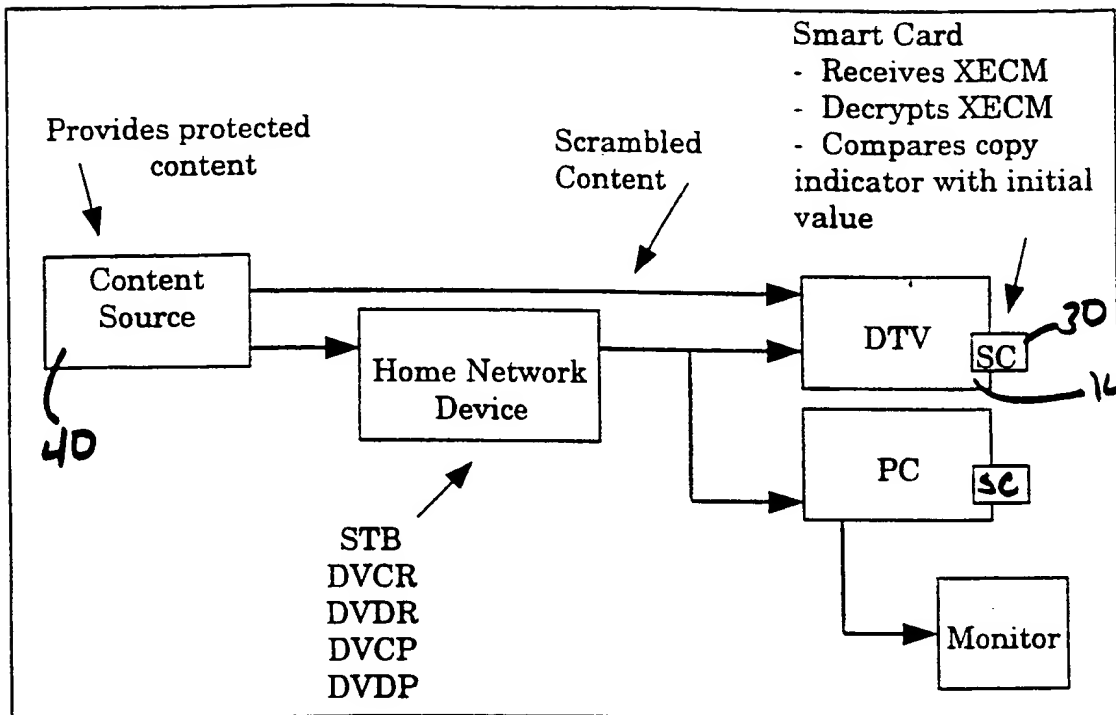 Smart Card
- Receives XECM
- Decrypts XECM
- Compares copy
indicator with initial
value
Provides protected
content
Scrambled
Content
Content
Source
40
Home Network
Device
DTV
SC
30
PC
SC
STB
DVCR
DVDR
DVCP
DVDP
Monitor